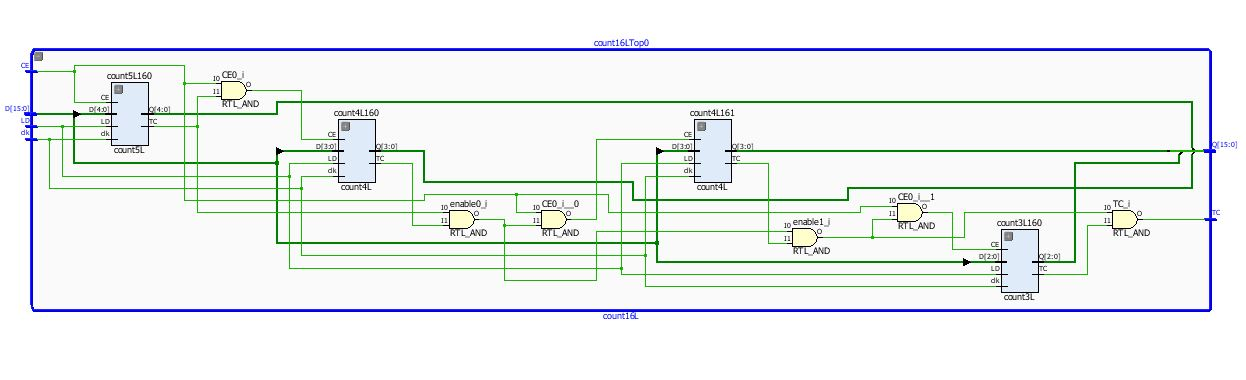 count16LTop0
CE
D[15:0]
LD
clk
count5L160
CE
D[4:0]
LD
clk
Q[4:0]
TC
count5L
CE0_i
I0
I1
O
RTL_AND
count4L160
CE
D[3:0]
LD
clk
Q[3:0]
TC
count4L
enable0_i
I0
I1
O
RTL_AND
CE0_i__0
I0
I1
O
RTL_AND
count4L161
CE
D[3:0]
LD
clk
Q[3:0]
TC
count4L
enable1_i
I0
I1
O
RTL_AND
CE0_i__1
I0
I1
O
RTL_AND
count3L160
CE
D[2:0]
LD
clk
Q[2:0]
TC
count3L
TC_i
I0
I1
O
RTL_AND
Q[15:0]
TC
count16L